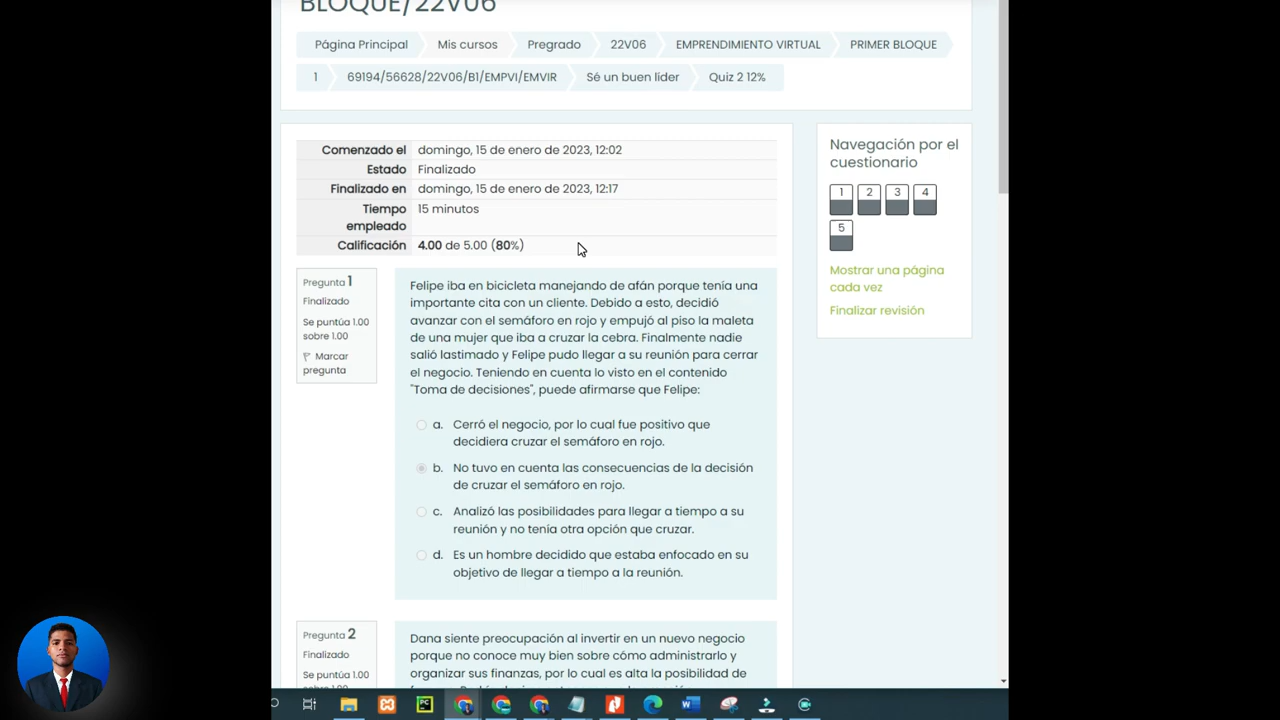 BLOQUE/22V06
Página Principal Mis cursos Pregrado 22V06 EMPRENDIMIENTO VIRTUAL PRIMER BLOQUE
1 69194/56628/22V06/B1/EMPVI/EMVIR Sé un buen líder Quiz 2 12%
Comenzado el domingo, 15 de enero de 2023, 12:02
Estado Finalizado
Finalizado en domingo, 15 de enero de 2023, 12:17
Tiempo 15 minutos
empleado
Calificación 4.00 de 5.00 (80%)
Navegación por el
cuestionario
1 2 3 4
5
Mostrar una página
cada vez
Finalizar revisión
Pregunta 1
Finalizado
Se puntúa 1.00
sobre 1.00
Marcar
pregunta
Felipe iba en bicicleta manejando de afán porque tenía una
importante cita con un cliente. Debido a esto, decidió
avanzar con el semáforo en rojo y empujó al piso la maleta
de una mujer que iba a cruzar la cebra. Finalmente nadie
salió lastimado y Felipe pudo llegar a su reunión para cerrar
el negocio. Teniendo en cuenta lo visto en el contenido
"Toma de decisiones", puede afirmarse que Felipe:
a. Cerró el negocio, por lo cual fue positivo que
decidiera cruzar el semáforo en rojo.
b. No tuvo en cuenta las consecuencias de la decisión
de cruzar el semáforo en rojo.
c. Analizó las posibilidades para llegar a tiempo a su
reunión y no tenía otra opción que cruzar.
d. Es un hombre decidido que estaba enfocado en su
objetivo de llegar a tiempo a la reunión.
Pregunta 2
Finalizado
Se puntúa 1.00
Dana siente preocupación al invertir en un nuevo negocio
porque no conoce muy bien sobre cómo administrarlo y
organizar sus finanzas, por lo cual es alta la posibilidad de